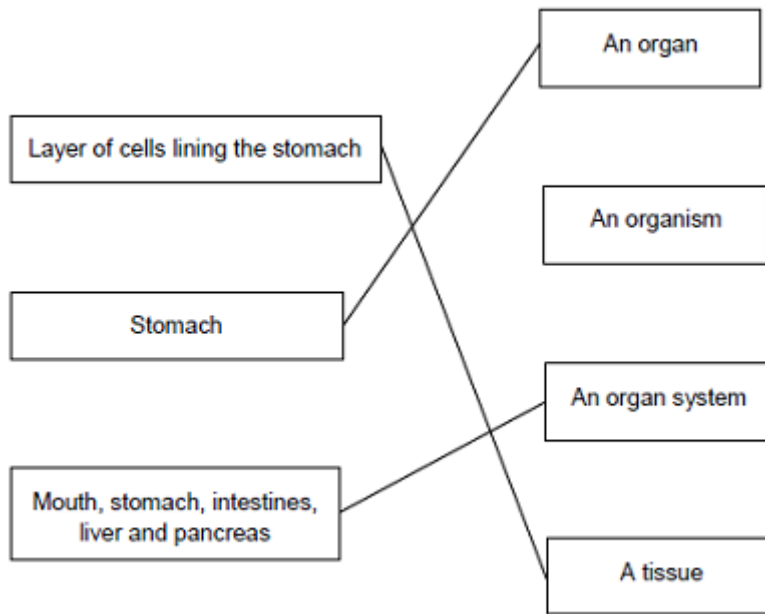 An organ
Layer of cells lining the stomach
An organism
Stomach
An organ system
Mouth, stomach, intestines,
liver and pancreas
A tissue